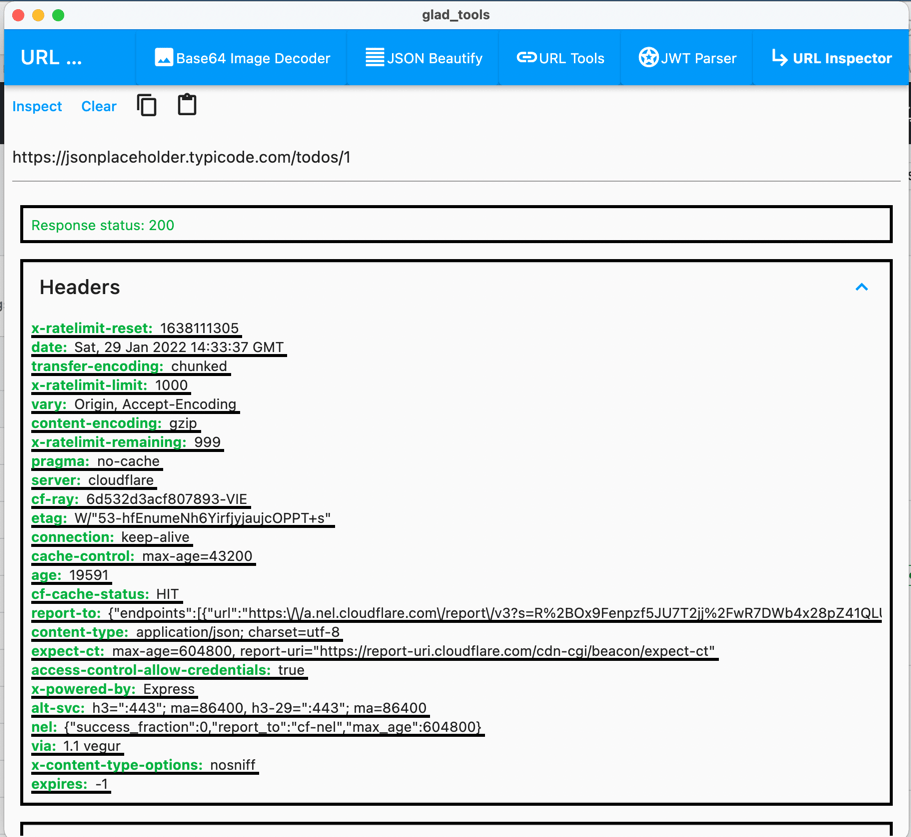 glad_tools
URL ...
Base64 Image Decoder
JSON Beautify
URL Tools
JWT Parser
URL Inspector
Inspect Clear
https://jsonplaceholder.typicode.com/todos/1
Response status: 200
Headers
x-ratelimit-reset: 1638111305
date: Sat, 29 Jan 2022 14:33:37 GMT
transfer-encoding: chunked
x-ratelimit-limit: 1000
vary: Origin, Accept-Encoding
content-encoding: gzip
x-ratelimit-remaining: 999
pragma: no-cache
server: cloudflare
cf-ray: 6d532d3acf807893-VIE
etag: W/"53-hfEnumeNh6YirfjyjaujcOPPT+s"
connection: keep-alive
cache-control: max-age=43200
age: 19591
cf-cache-status: HIT
report-to: {"endpoints":[{"url":"https:\/\/a.nel.cloudflare.com\/report\/v3?s=R%2BOx9Fenpzf5JU7T2jj%2FwR7DWb4x28pZ41QL
content-type: application/json; charset=utf-8
expect-ct: max-age=604800, report-uri="https://report-uri.cloudflare.com/cdn-cgi/beacon/expect-ct"
access-control-allow-credentials: true
x-powered-by: Express
alt-svc: h3=":443"; ma=86400, h3-29=":443"; ma=86400
nel: {"success_fraction":0,"report_to":"cf-nel","max_age":604800}
via: 1.1 vegur
x-content-type-options: nosniff
expires: -1